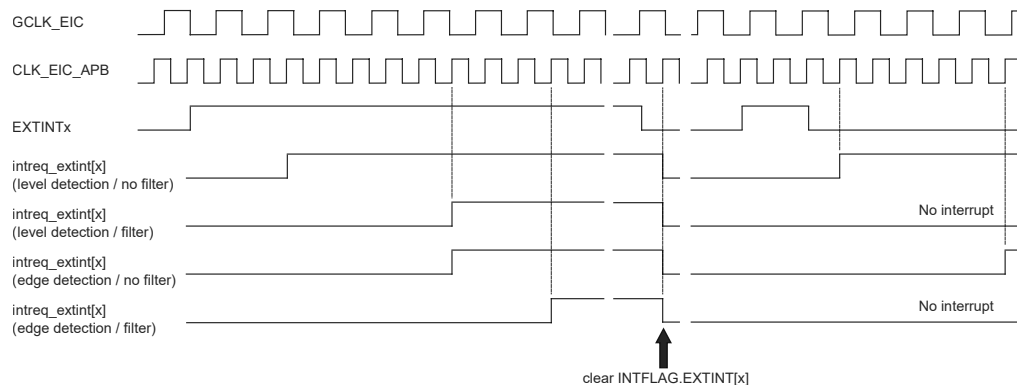 GCLK_EIC
CLK_EIC_APB
EXTINTx
intreq_extint[x]
(level detection / no filter)
intreq_extint[x]
(level detection / filter)
No interrupt
intreq_extint[x]
(edge detection / no filter)
intreq_extint[x]
(edge detection / filter)
No interrupt
clear INTFLAG.EXTINT[x]